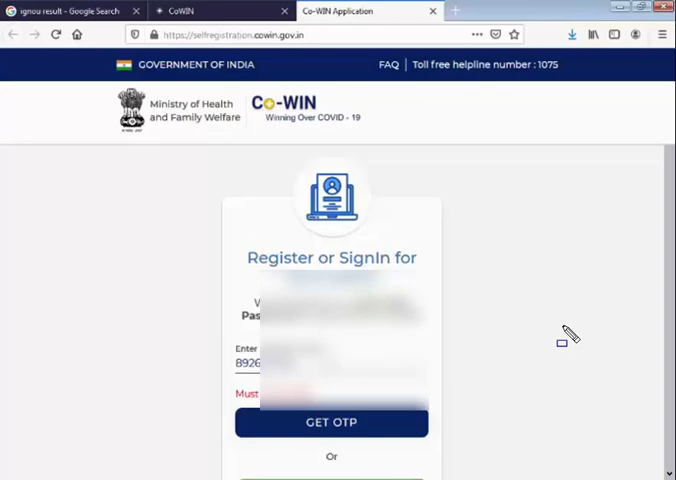 ignou result - Google Search
CoWIN
Co-WIN Application
https://selfregistration.cowin.gov.in
GOVERNMENT OF INDIA
FAQ
Toll free helpline number : 1075
Ministry of Health
and Family Welfare
Co-WIN
Winning Over COVID - 19
Register or SignIn for
Enter
8926
Must
GET OTP
Or